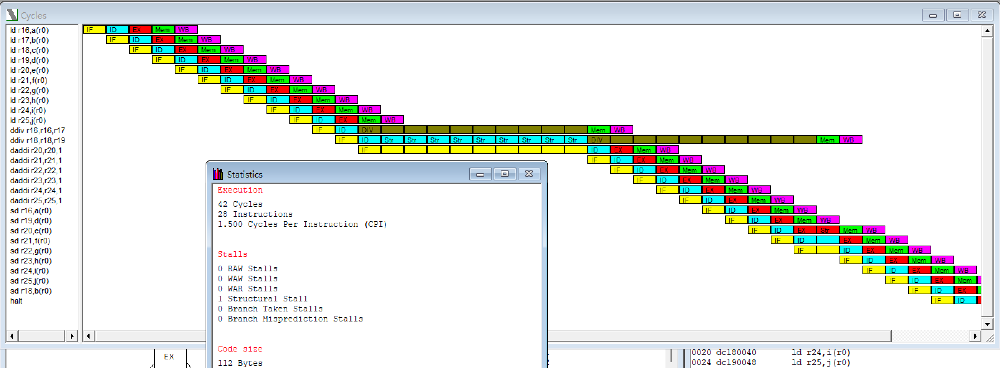 Cycles
ld r16,a(r0) IF ID EX Mem WB
ld r17,b(r0) IF ID EX Mem WB
ld r18,c(r0) IF ID EX Mem WB
ld r19,d(r0) IF ID EX Mem WB
ld r20,e(r0) IF ID EX Mem WB
ld r21,f(r0) IF ID EX Mem WB
ld r22,g(r0) IF ID EX Mem WB
ld r23,h(r0) IF ID EX Mem WB
ld r24,i(r0) IF ID EX Mem WB
ld r25,j(r0) IF ID EX Mem WB
ddiv r16,r16,r17 IF ID DIV Mem WB
ddiv r18,r18,r19 IF ID Str Str Str Str Str Str Str Str Str DIV Mem WB
daddi r20,r20,1 IF ID EX Mem WB
daddi r21,r21,1 IF ID EX Mem WB
daddi r22,r22,1 IF ID EX Mem WB
daddi r23,r23,1 IF ID EX Mem WB
daddi r24,r24,1 IF ID EX Mem WB
daddi r25,r25,1 IF ID EX Mem WB
sd r16,a(r0) IF ID EX Mem WB
sd r19,d(r0) IF ID EX Mem WB
sd r20,e(r0) IF ID EX Str Mem WB
sd r21,f(r0) IF ID EX Mem WB
sd r22,g(r0) IF ID EX Mem WB
sd r23,h(r0) IF ID EX Mem WB
sd r24,i(r0) IF ID EX Mem WB
sd r25,j(r0) IF ID EX Mem
sd r18,b(r0) IF ID EX
halt IF ID
Statistics
Execution
42 Cycles
28 Instructions
1.500 Cycles Per Instruction (CPI)
Stalls
0 RAW Stalls
0 WAW Stalls
0 WAR Stalls
1 Structural Stall
0 Branch Taken Stalls
0 Branch Misprediction Stalls
Code size
112 Bytes
EX
0020 dc180040 ld r24,i(r0)
0024 dc190048 ld r25,j(r0)